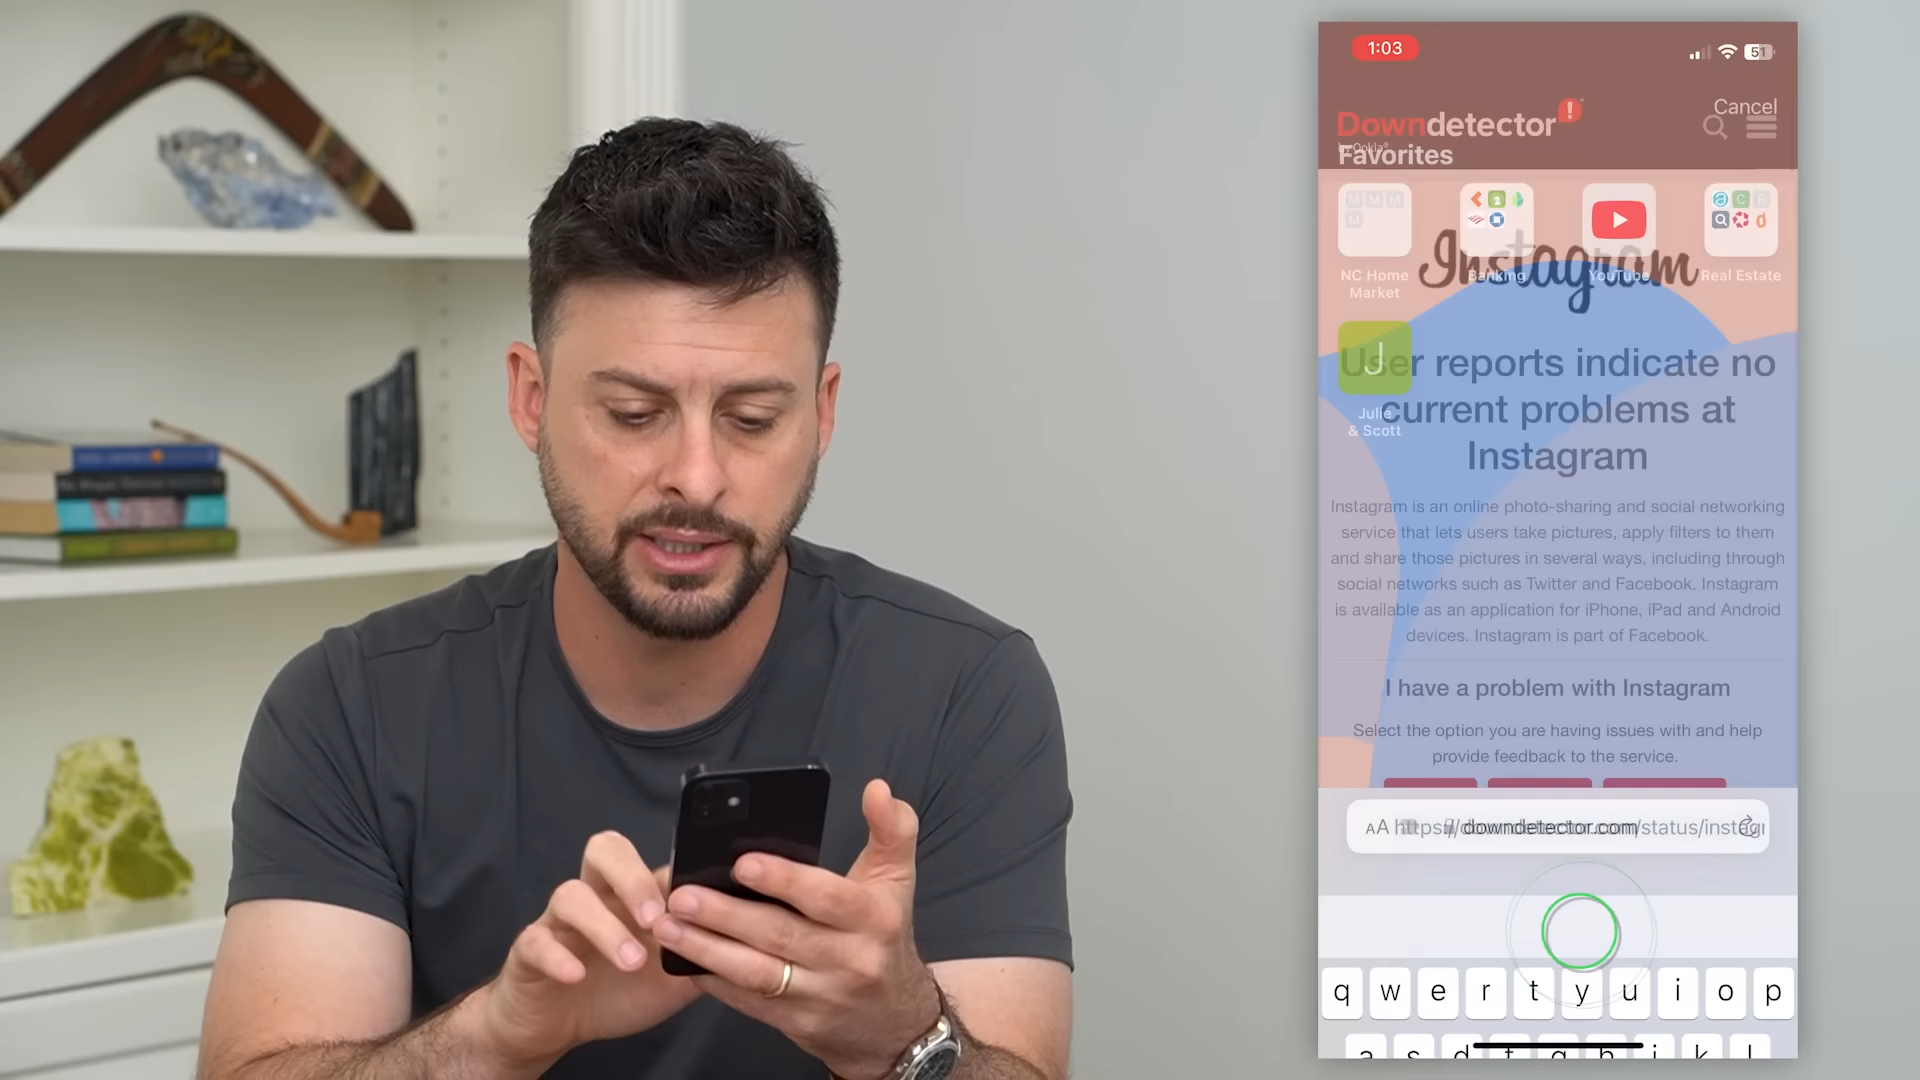 1:03
51
Cancel
Downdetector
by Ookla
Favorites
M M M
M
C R
NC Home
Market
Banking
YouTube
Real Estate
Instagram
J
Julie
& Scott
User reports indicate no
current problems at
Instagram
Instagram is an online photo-sharing and social networking
service that lets users take pictures, apply filters to them
and share those pictures in several ways, including through
social networks such as Twitter and Facebook. Instagram
is available as an application for iPhone, iPad and Android
devices. Instagram is part of Facebook.
I have a problem with Instagram
Select the option you are having issues with and help
provide feedback to the service.
AA
downdetector.com/status/instagr
q w e r t y u i o p
a s d f g h j k l